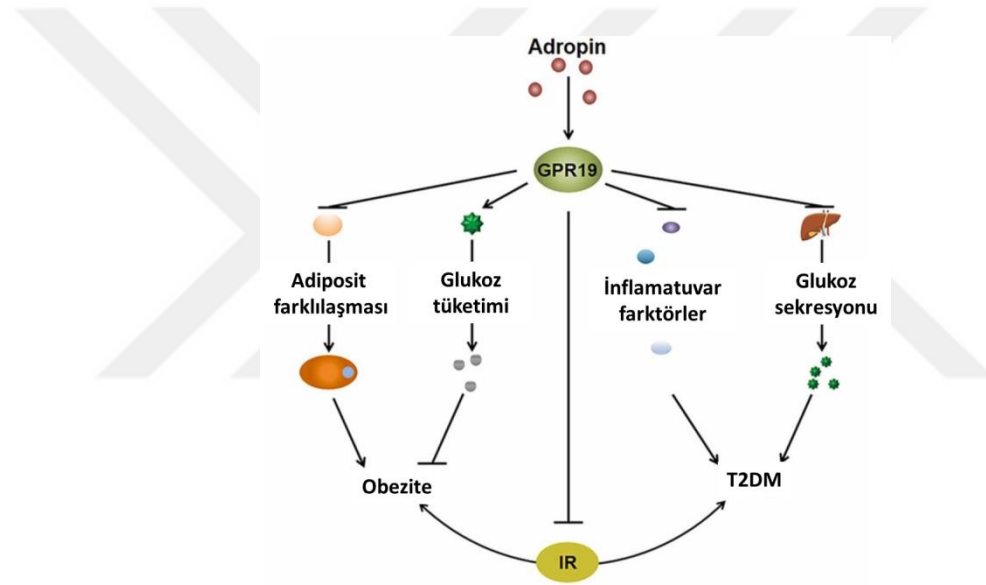 Adropin
GPR19
Adiposit
farklılaşması
Glukoz
tüketimi
İnflamatuvar
farktörler
Glukoz
sekresyonu
Obezite
T2DM
IR